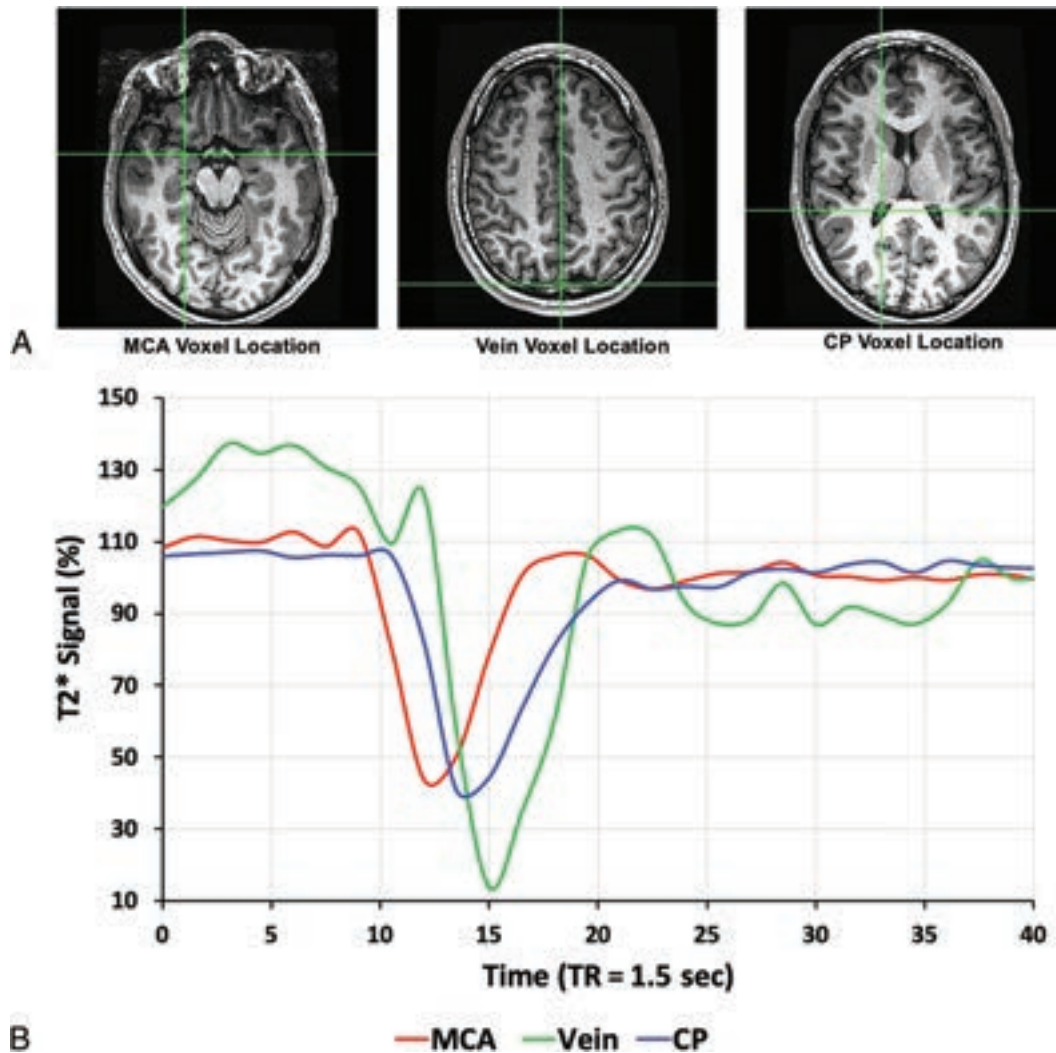 A
MCA Voxel Location
Vein Voxel Location
CP Voxel Location
150
130
110
90
70
50
30
10
T2* Signal (%)
0 5 10 15 20 25 30 35 40
Time (TR = 1.5 sec)
B
MCA Vein CP